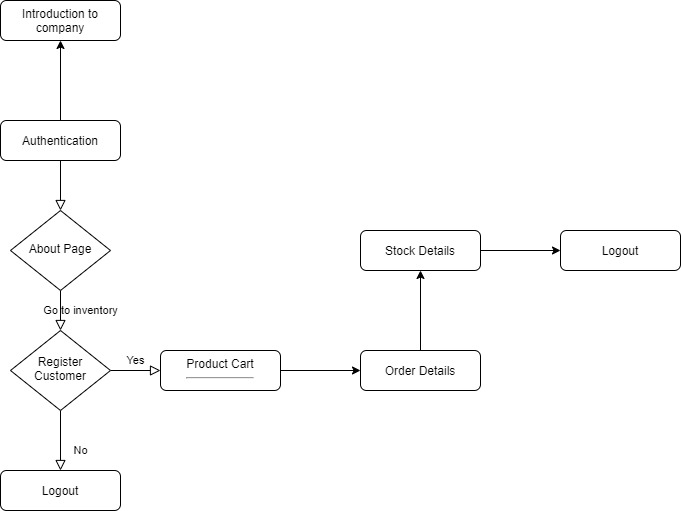 Introduction to
company
Authentication
About Page
Go to inventory
Register
Customer
Yes
Product Cart
Order Details
Stock Details
Logout
No
Logout